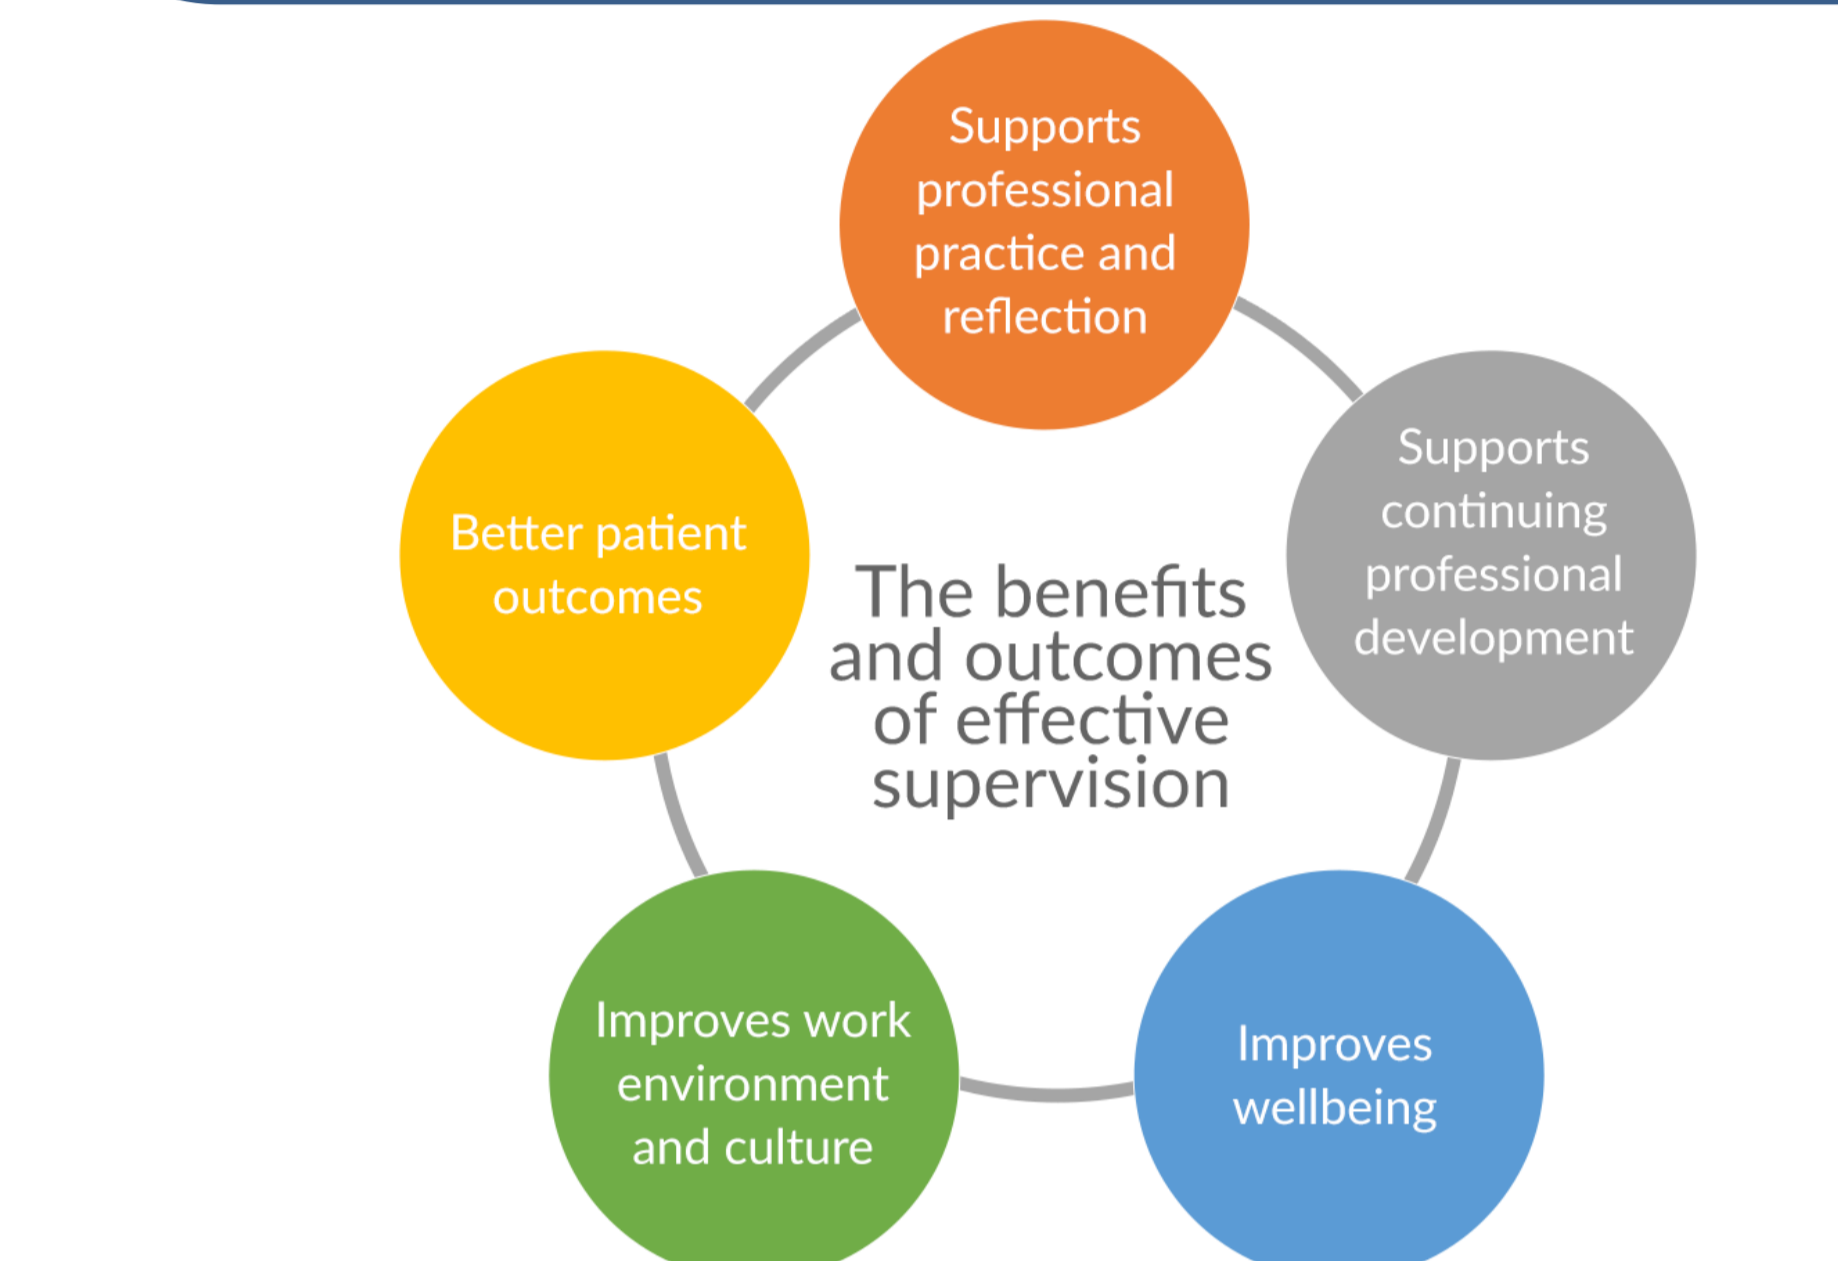 Supports
professional
practice and
reflection
Supports
continuing
professional
development
Improves
wellbeing
Improves work
environment
and culture
Better patient
outcomes
The benefits
and outcomes
of effective
supervision